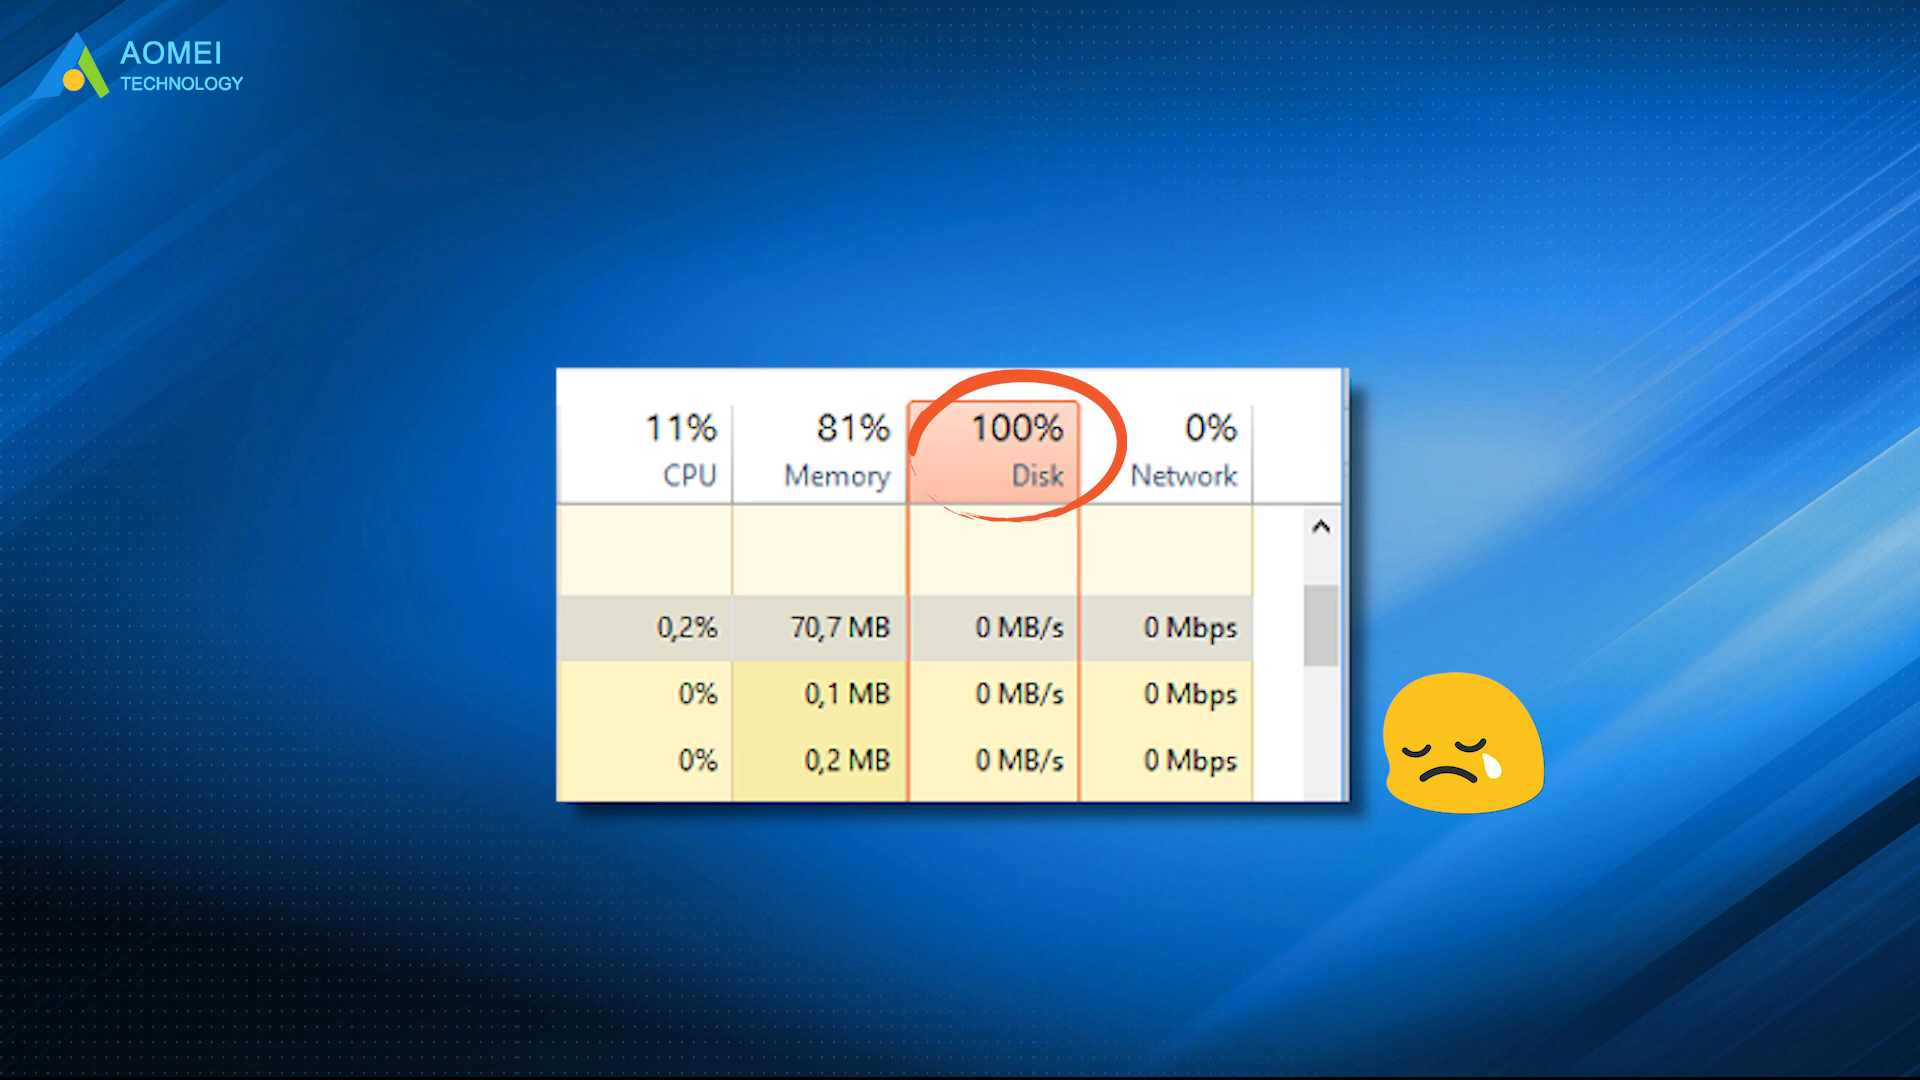 AOMEI
TECHNOLOGY
11% 81% 100% 0%
CPU Memory Disk Network
0,2% 70,7 MB 0 MB/s 0 Mbps
0% 0,1 MB 0 MB/s 0 Mbps
0% 0,2 MB 0 MB/s 0 Mbps